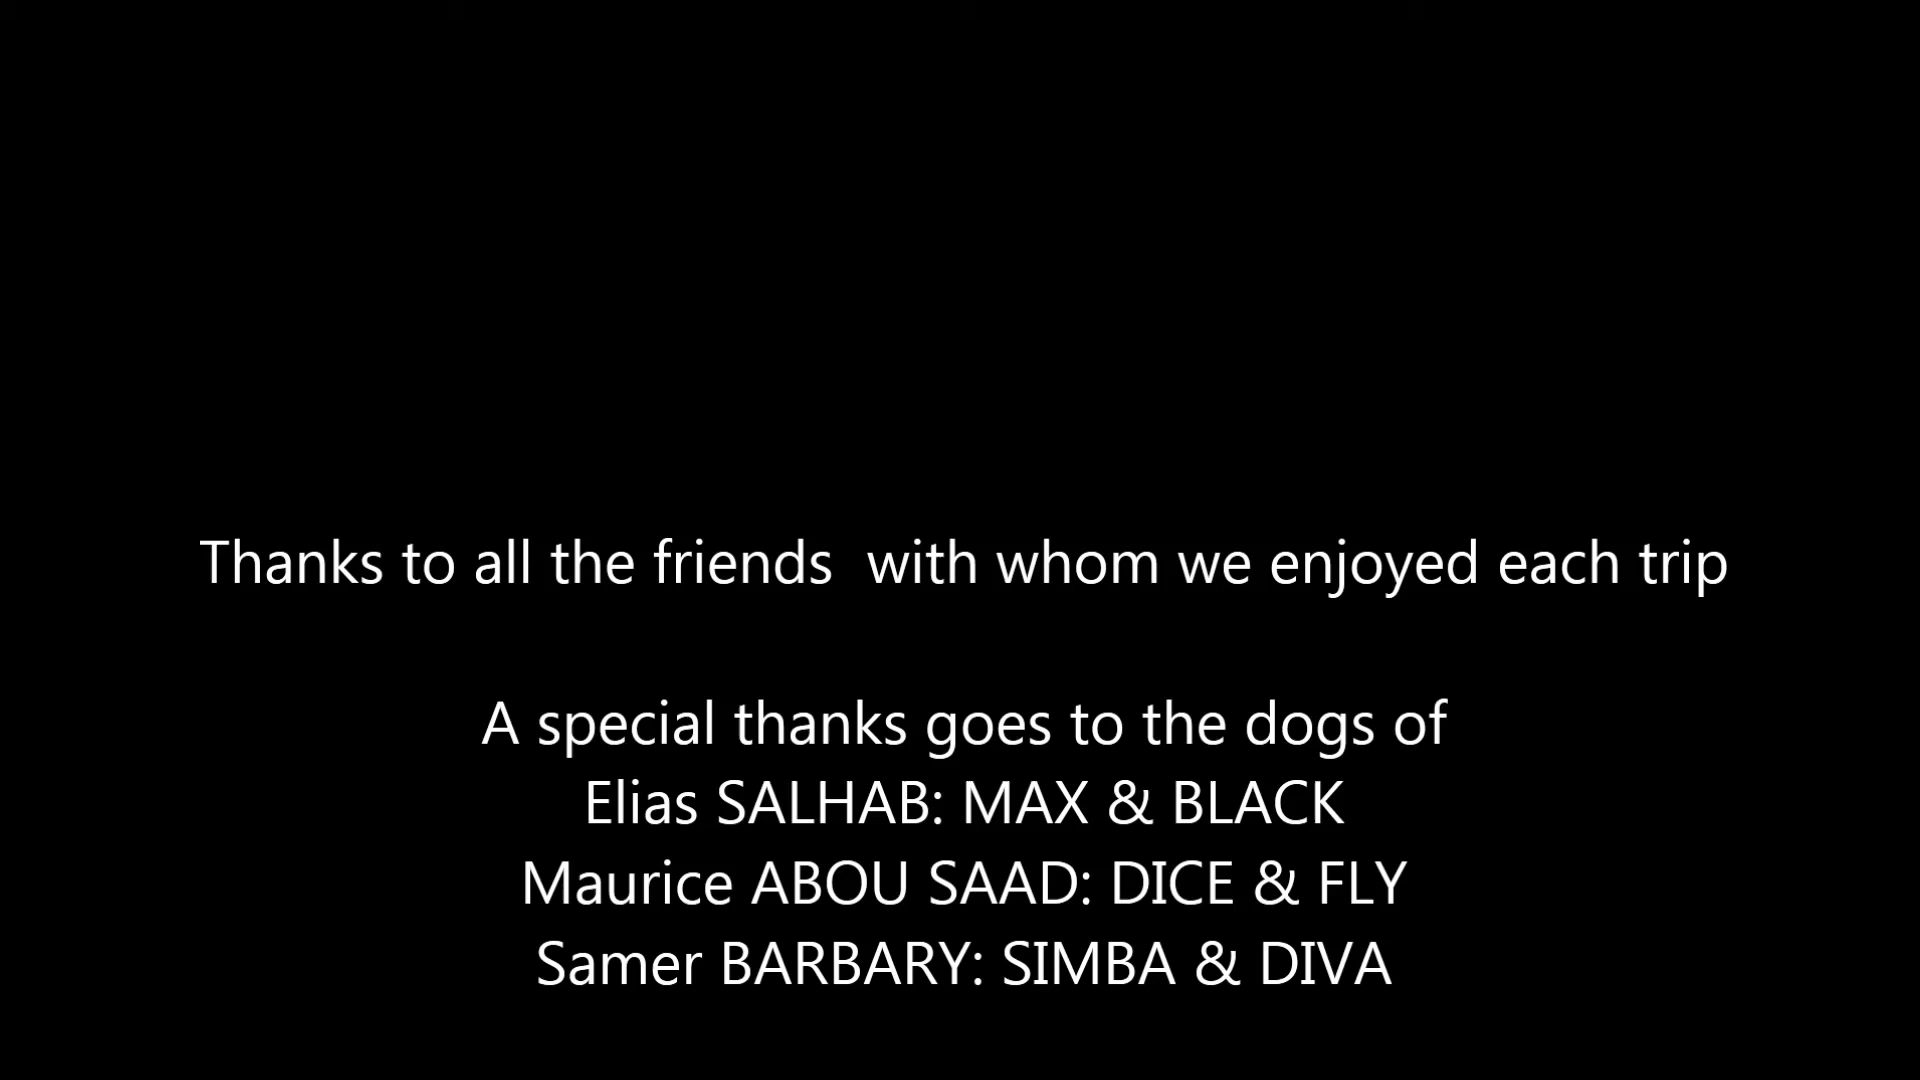 Thanks to all the friends  with whom we enjoyed each trip
A special thanks goes to the dogs of
Elias SALHAB: MAX & BLACK
Maurice ABOU SAAD: DICE & FLY
Samer BARBARY: SIMBA & DIVA